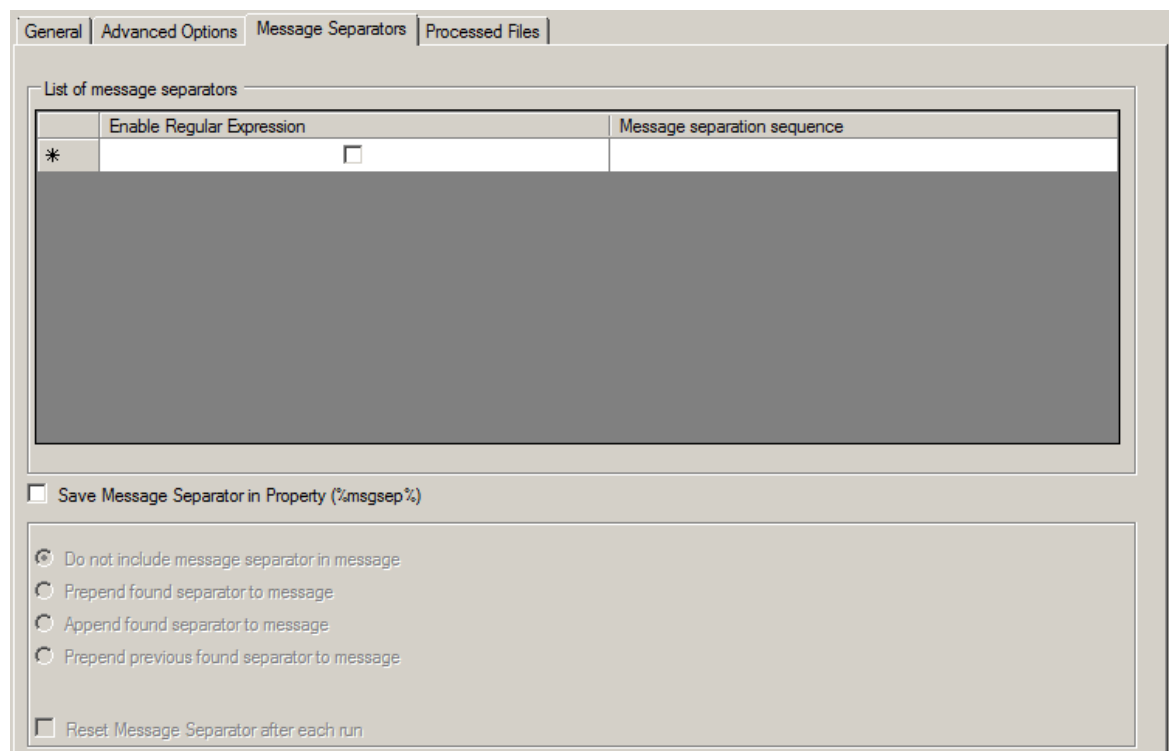 General Advanced Options Message Separators Processed Files
List of message separators
Enable Regular Expression Message separation sequence
Save Message Separator in Property (%msgsep%)
Do not include message separator in message
Prepend found separator to message
Append found separator to message
Prepend previous found separator to message
Reset Message Separator after each run